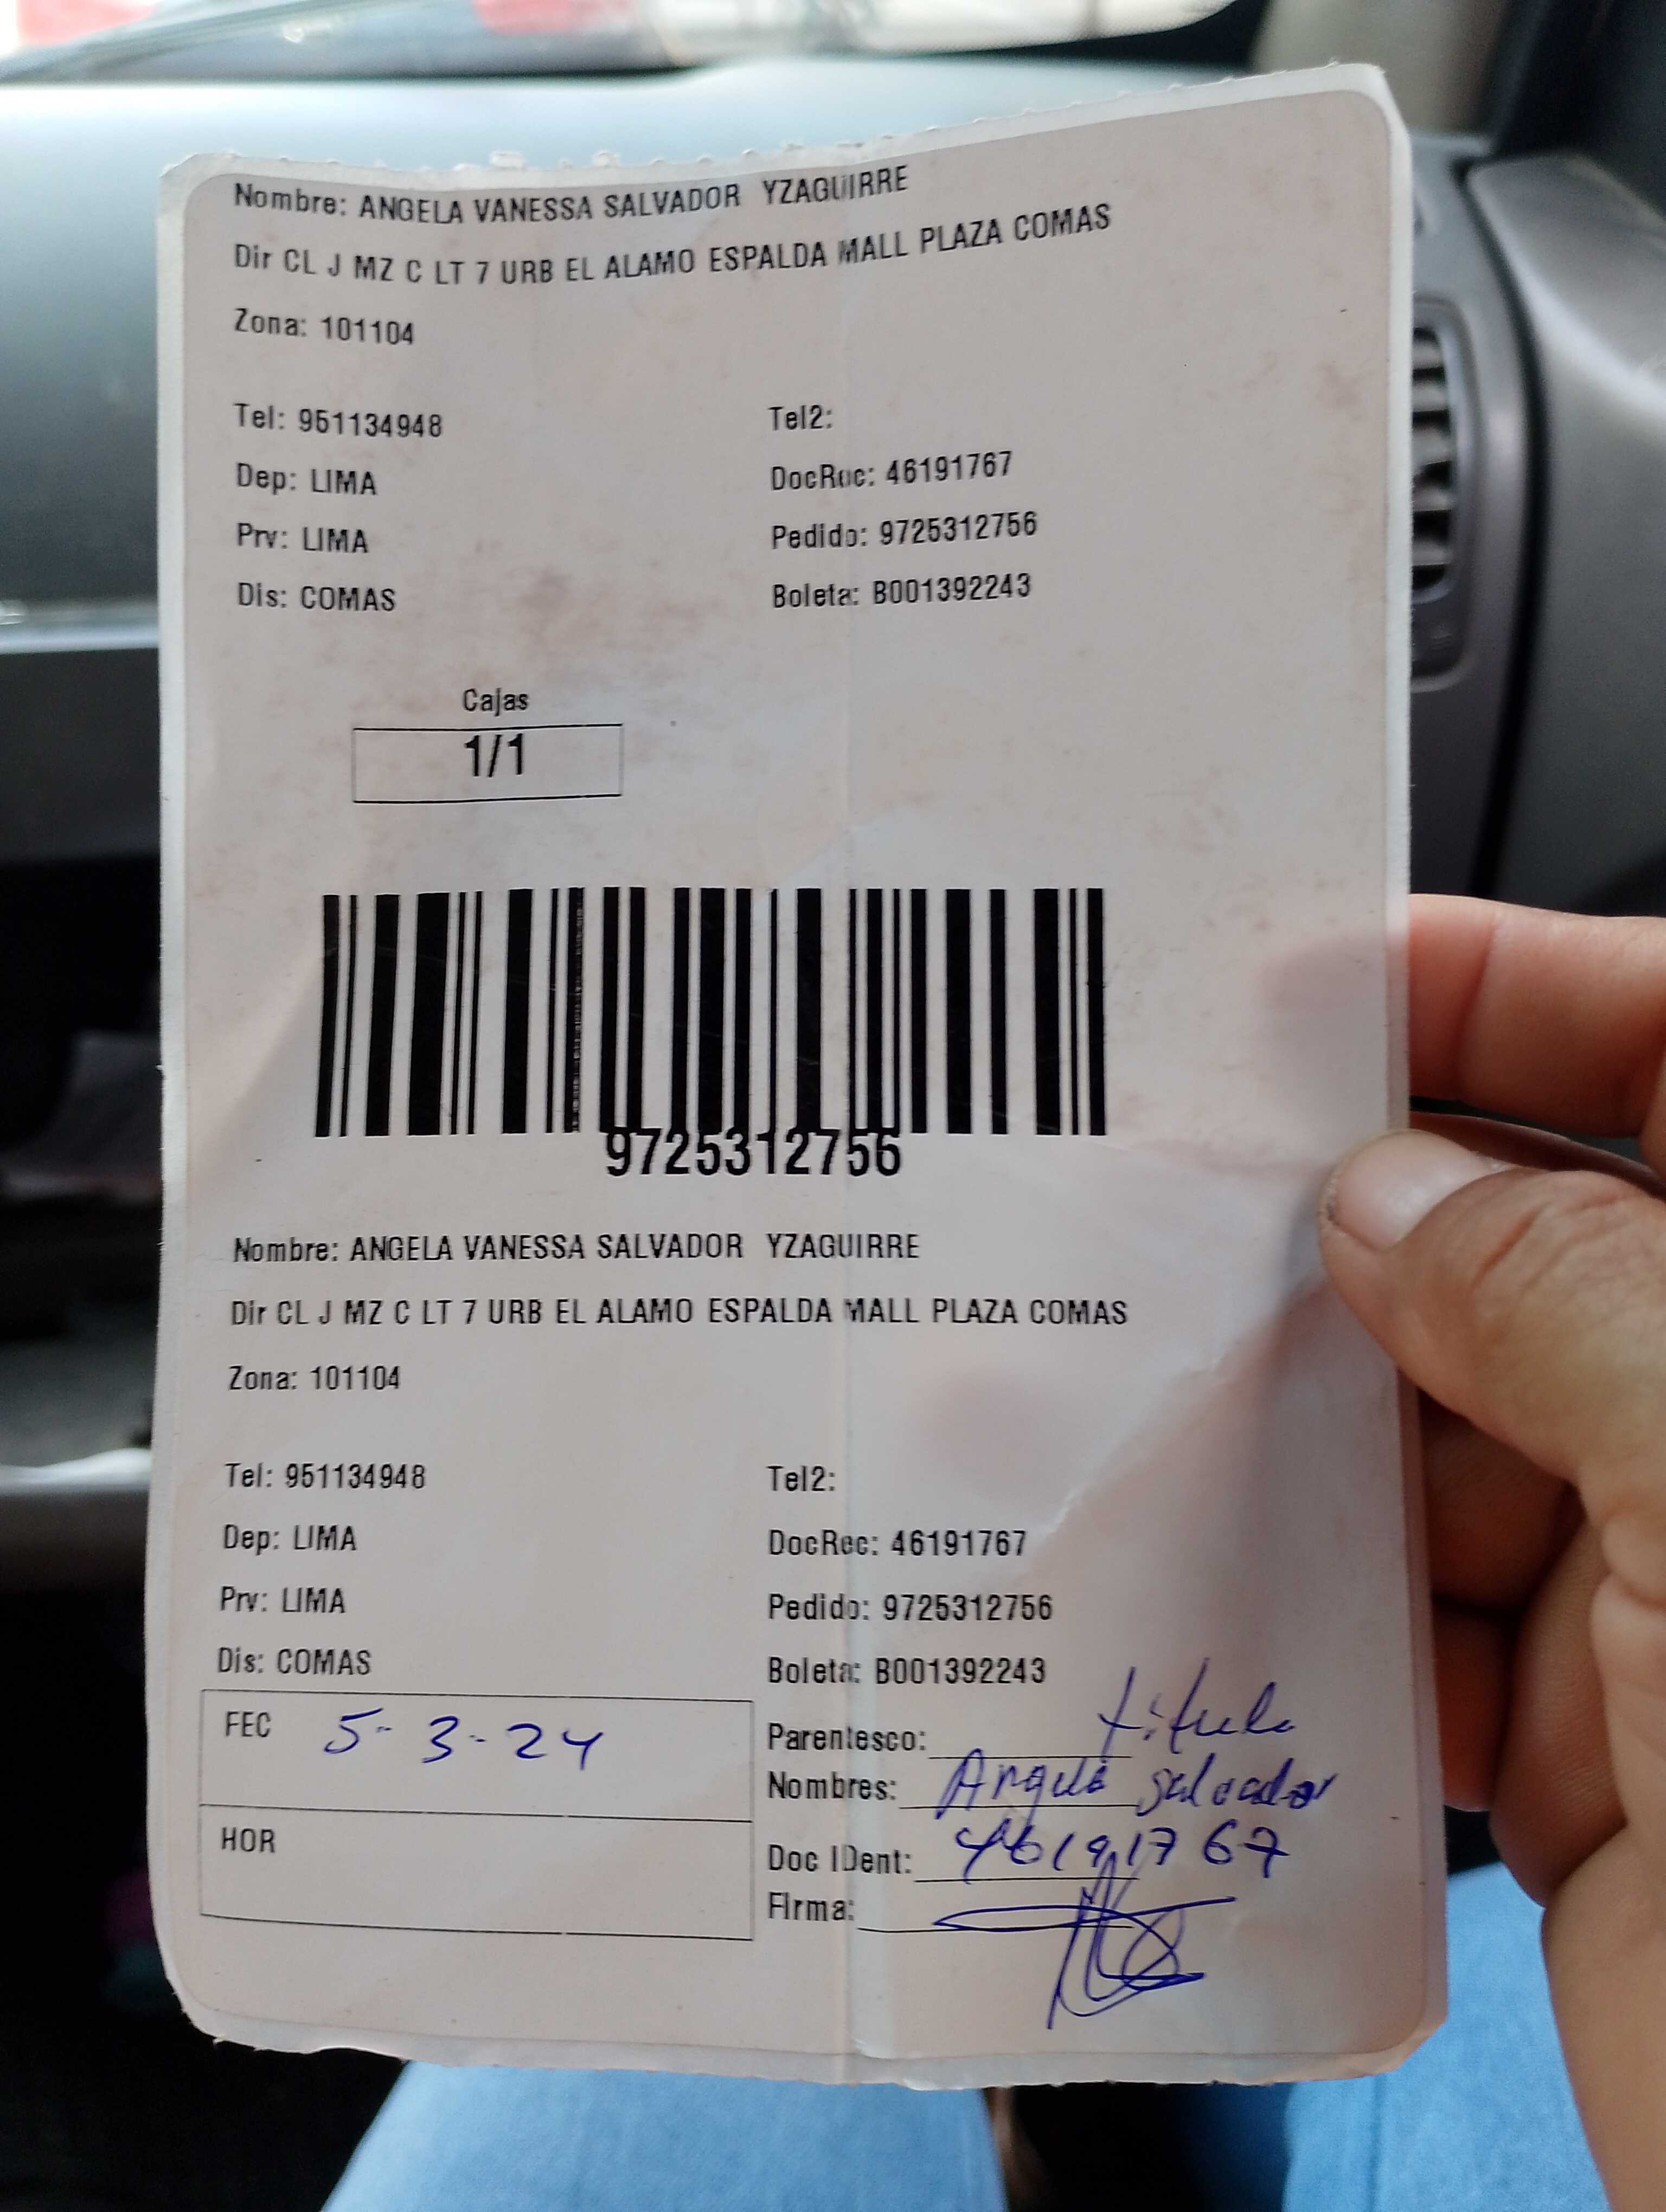 Nombre: ANGELA VANESSA SALVADOR YZAGUIRRE
Dir CL J MZ C LT 7 URB EL ALAMO ESPALDA MALL PLAZA COMAS
Zona: 101104
Tel: 951134948 Tel2:
Dep: LIMA DocRec: 46191767
Prv: LIMA Pedido: 9725312756
Dis: COMAS Boleta: B001392243
Cajas
1/1
9725312756
Nombre: ANGELA VANESSA SALVADOR YZAGUIRRE
Dir CL J MZ C LT 7 URB EL ALAMO ESPALDA MALL PLAZA COMAS
Zona: 101104
Tel: 951134948 Tel2:
Dep: LIMA DocRec: 46191767
Prv: LIMA Pedido: 9725312756
Dis: COMAS Boleta: B001392243
FEC 5-3-24 Parentesco:
Nombres: Angela Salvador
HOR Doc IDent: 46191767
Firma: